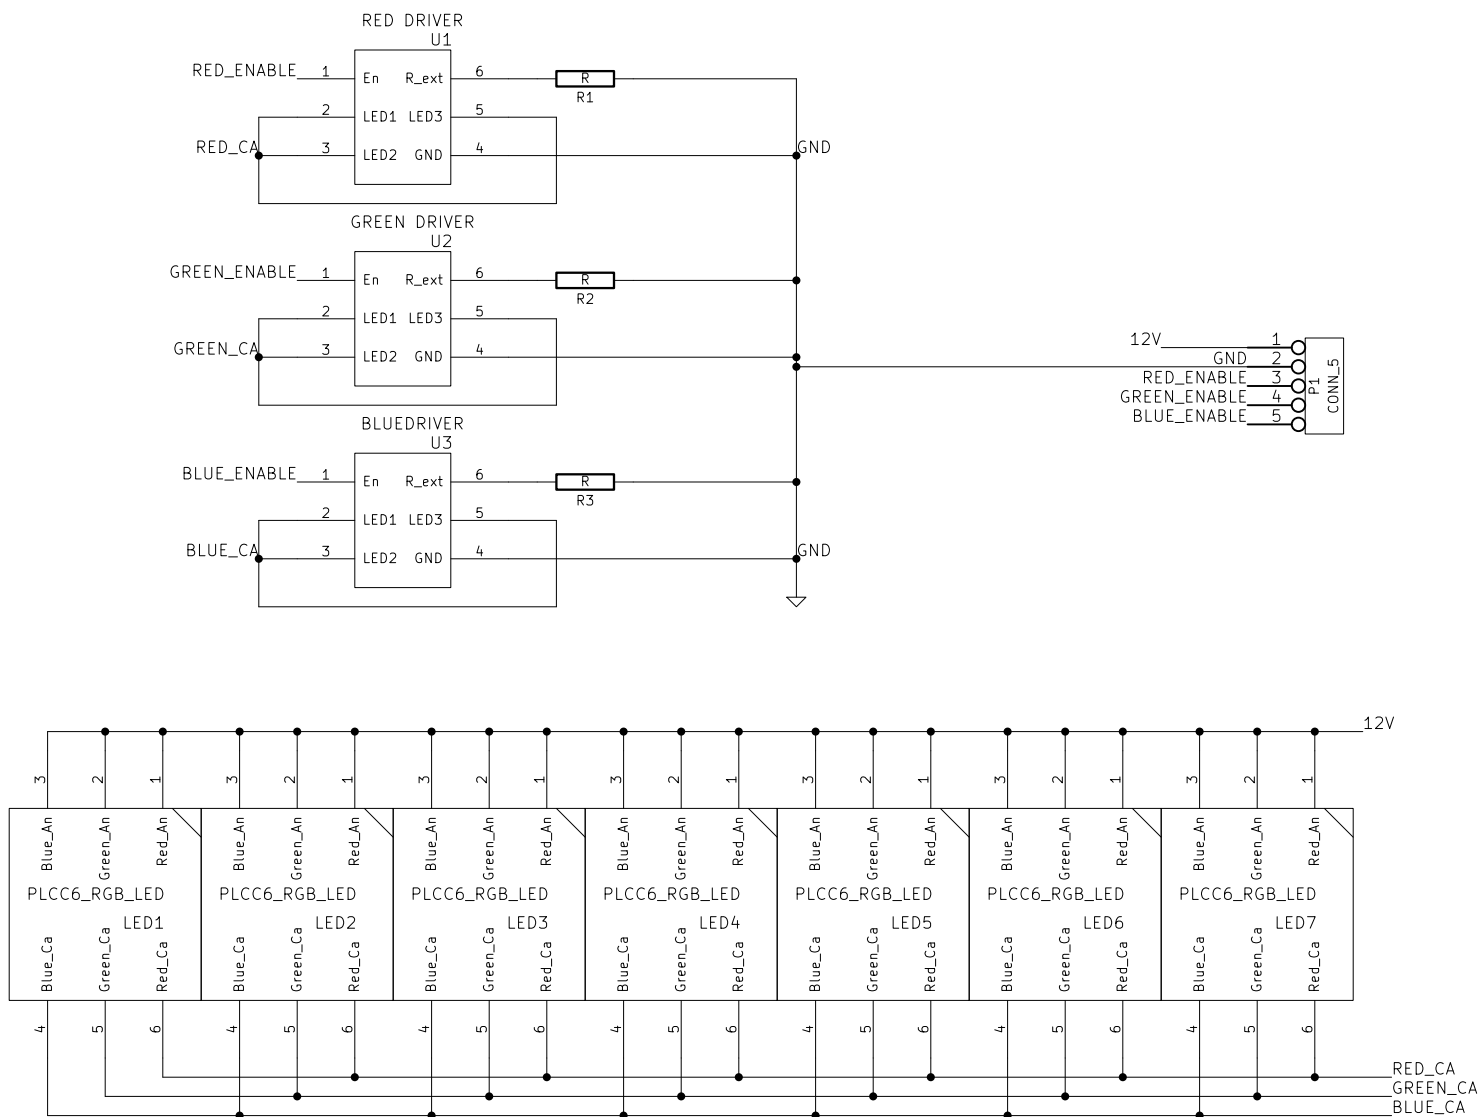 RED DRIVER
U1
RED_ENABLE 1 En R_ext 6 R
R1
2 LED1 LED3 5
RED_CA 3 LED2 GND 4 GND
GREEN DRIVER
U2
GREEN_ENABLE 1 En R_ext 6 R
R2
2 LED1 LED3 5
GREEN_CA 3 LED2 GND 4
BLUEDRIVER
U3
BLUE_ENABLE 1 En R_ext 6 R
R3
2 LED1 LED3 5
BLUE_CA 3 LED2 GND 4 GND
12V 1
GND 2
RED_ENABLE 3
GREEN_ENABLE 4
BLUE_ENABLE 5
P1
CONN_5
12V
3 2 1 3 2 1 3 2 1 3 2 1 3 2 1 3 2 1 3 2 1
Blue_An Green_An Red_An Blue_An Green_An Red_An Blue_An Green_An Red_An Blue_An Green_An Red_An Blue_An Green_An Red_An Blue_An Green_An Red_An Blue_An Green_An Red_An
PLCC6_RGB_LED PLCC6_RGB_LED PLCC6_RGB_LED PLCC6_RGB_LED PLCC6_RGB_LED PLCC6_RGB_LED PLCC6_RGB_LED
LED1 LED2 LED3 LED4 LED5 LED6 LED7
Blue_Ca Green_Ca Red_Ca Blue_Ca Green_Ca Red_Ca Blue_Ca Green_Ca Red_Ca Blue_Ca Green_Ca Red_Ca Blue_Ca Green_Ca Red_Ca Blue_Ca Green_Ca Red_Ca Blue_Ca Green_Ca Red_Ca
4 5 6 4 5 6 4 5 6 4 5 6 4 5 6 4 5 6 4 5 6
RED_CA
GREEN_CA
BLUE_CA